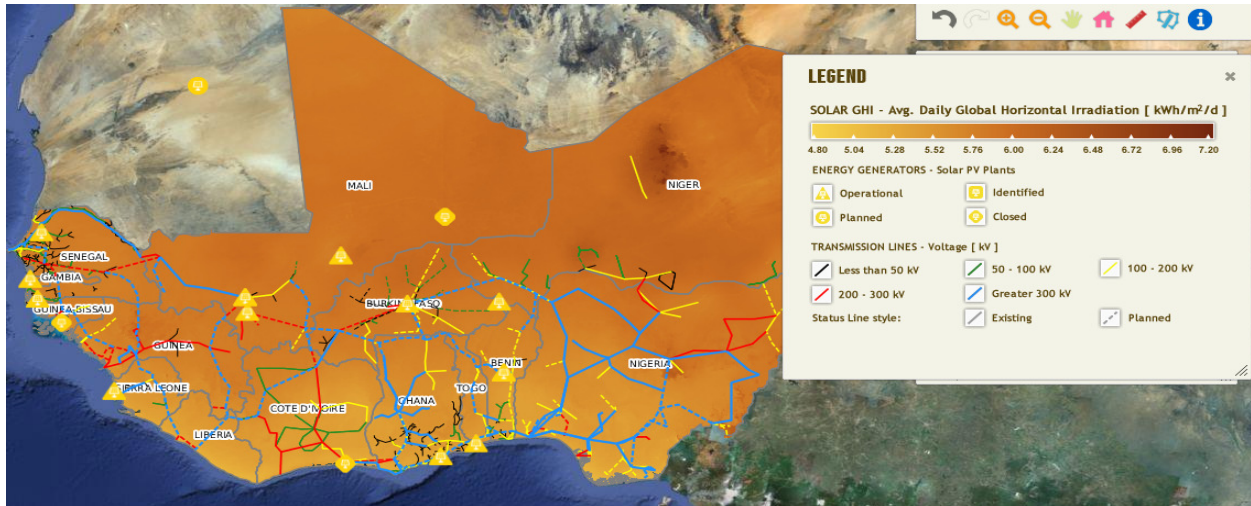 LEGEND
SOLAR GHI - Avg. Daily Global Horizontal Irradiation [ kWh/m²/d ]
4.80 5.04 5.28 5.52 5.76 6.00 6.24 6.48 6.72 6.96 7.20
ENERGY GENERATORS - Solar PV Plants
Operational Identified
Planned Closed
TRANSMISSION LINES - Voltage [ kV ]
Less than 50 kV 50 - 100 kV 100 - 200 kV
200 - 300 kV Greater 300 kV
Status Line style: Existing Planned
MALI
NIGER
SENEGAL
GAMBIA
GUINEA-BISSAU
BURKINA FASO
GUINEA
BENIN
NIGERIA
SIERRA LEONE
TOGO
GHANA
COTE D'IVOIRE
LIBERIA